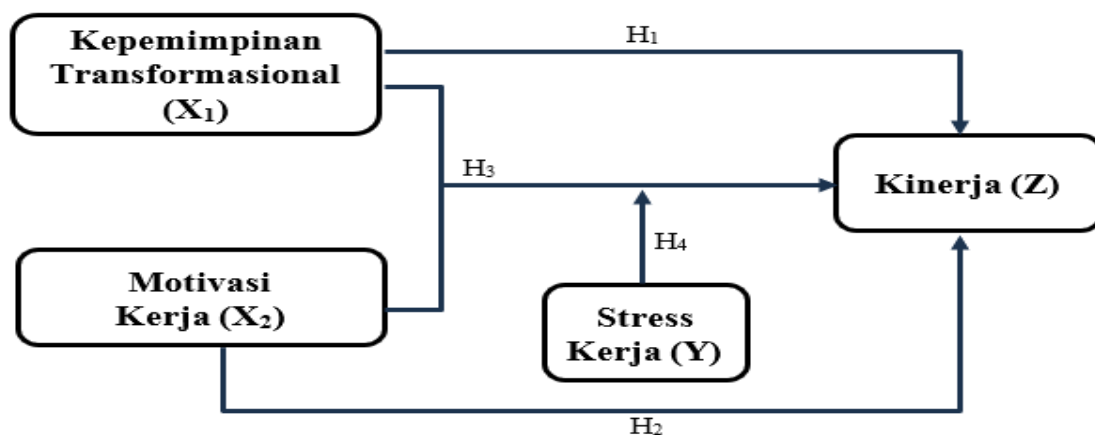 Kepemimpinan
Transformasional
(X₁)
H₁
H₃
Kinerja (Z)
H₄
Motivasi
Kerja (X₂)
Stress
Kerja (Y)
H₂